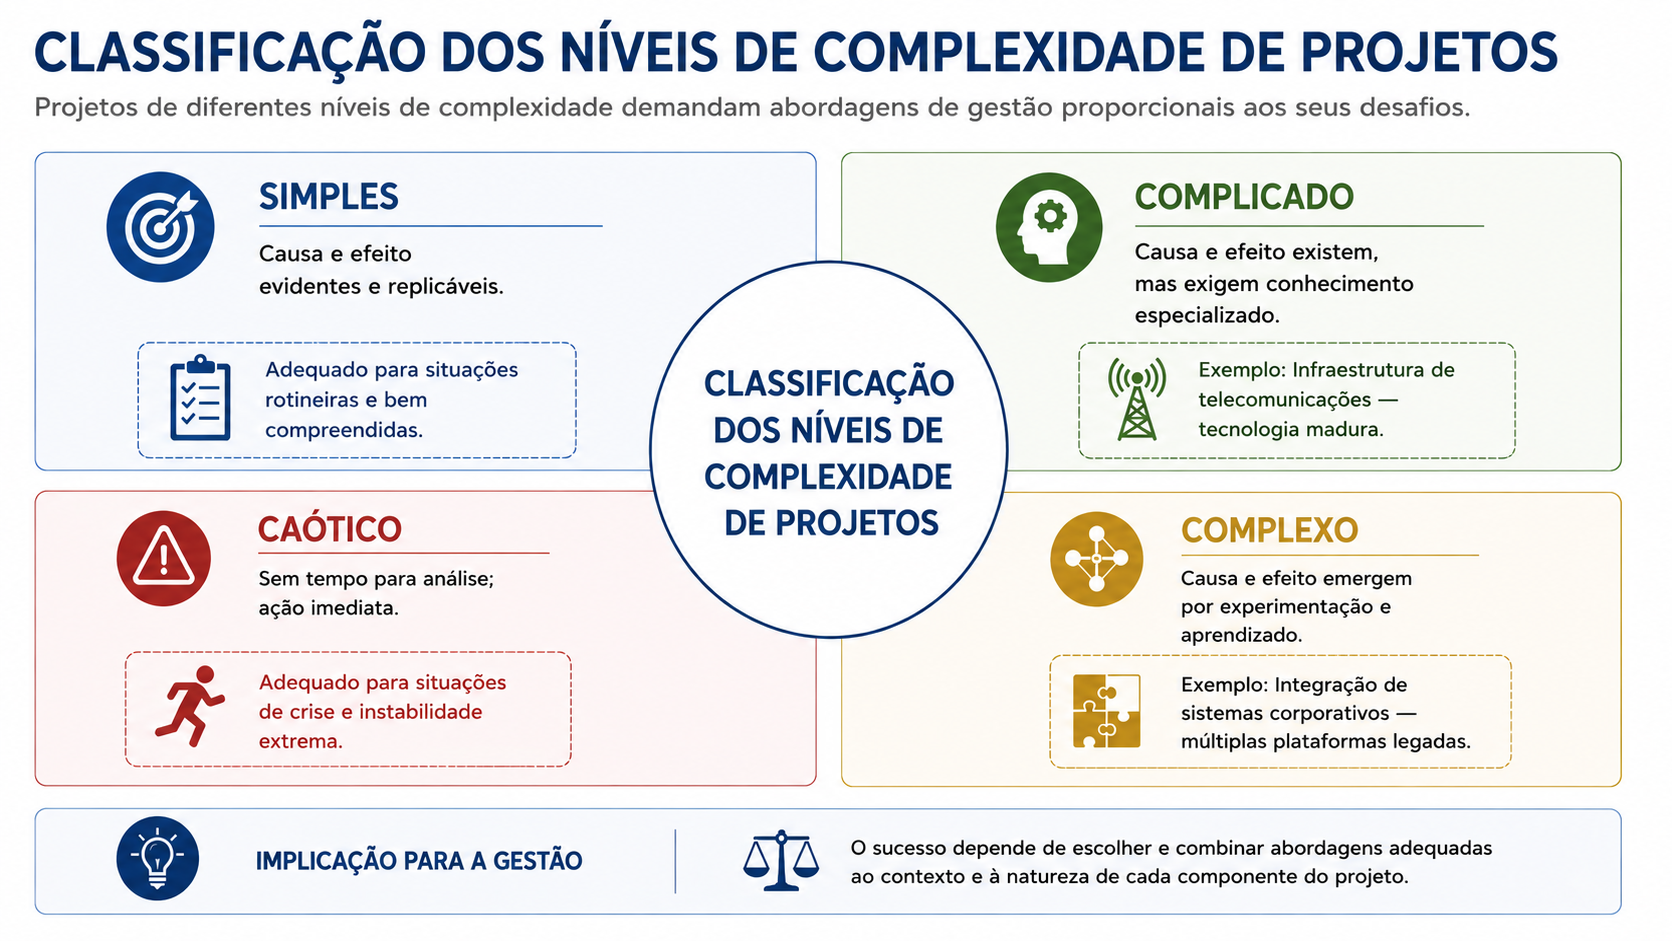 CLASSIFICAÇÃO DOS NÍVEIS DE COMPLEXIDADE DE PROJETOS
Projetos de diferentes níveis de complexidade demandam abordagens de gestão proporcionais aos seus desafios.
SIMPLES
Causa e efeito
evidentes e replicáveis.
Adequado para situações
rotineiras e bem
compreendidas.
COMPLICADO
Causa e efeito existem,
mas exigem conhecimento
especializado.
Exemplo: Infraestrutura de
telecomunicações —
tecnologia madura.
CLASSIFICAÇÃO
DOS NÍVEIS DE
COMPLEXIDADE
DE PROJETOS
CAÓTICO
Sem tempo para análise;
ação imediata.
Adequado para situações
de crise e instabilidade
extrema.
COMPLEXO
Causa e efeito emergem
por experimentação e
aprendizado.
Exemplo: Integração de
sistemas corporativos —
múltiplas plataformas legadas.
IMPLICAÇÃO PARA A GESTÃO
O sucesso depende de escolher e combinar abordagens adequadas
ao contexto e à natureza de cada componente do projeto.